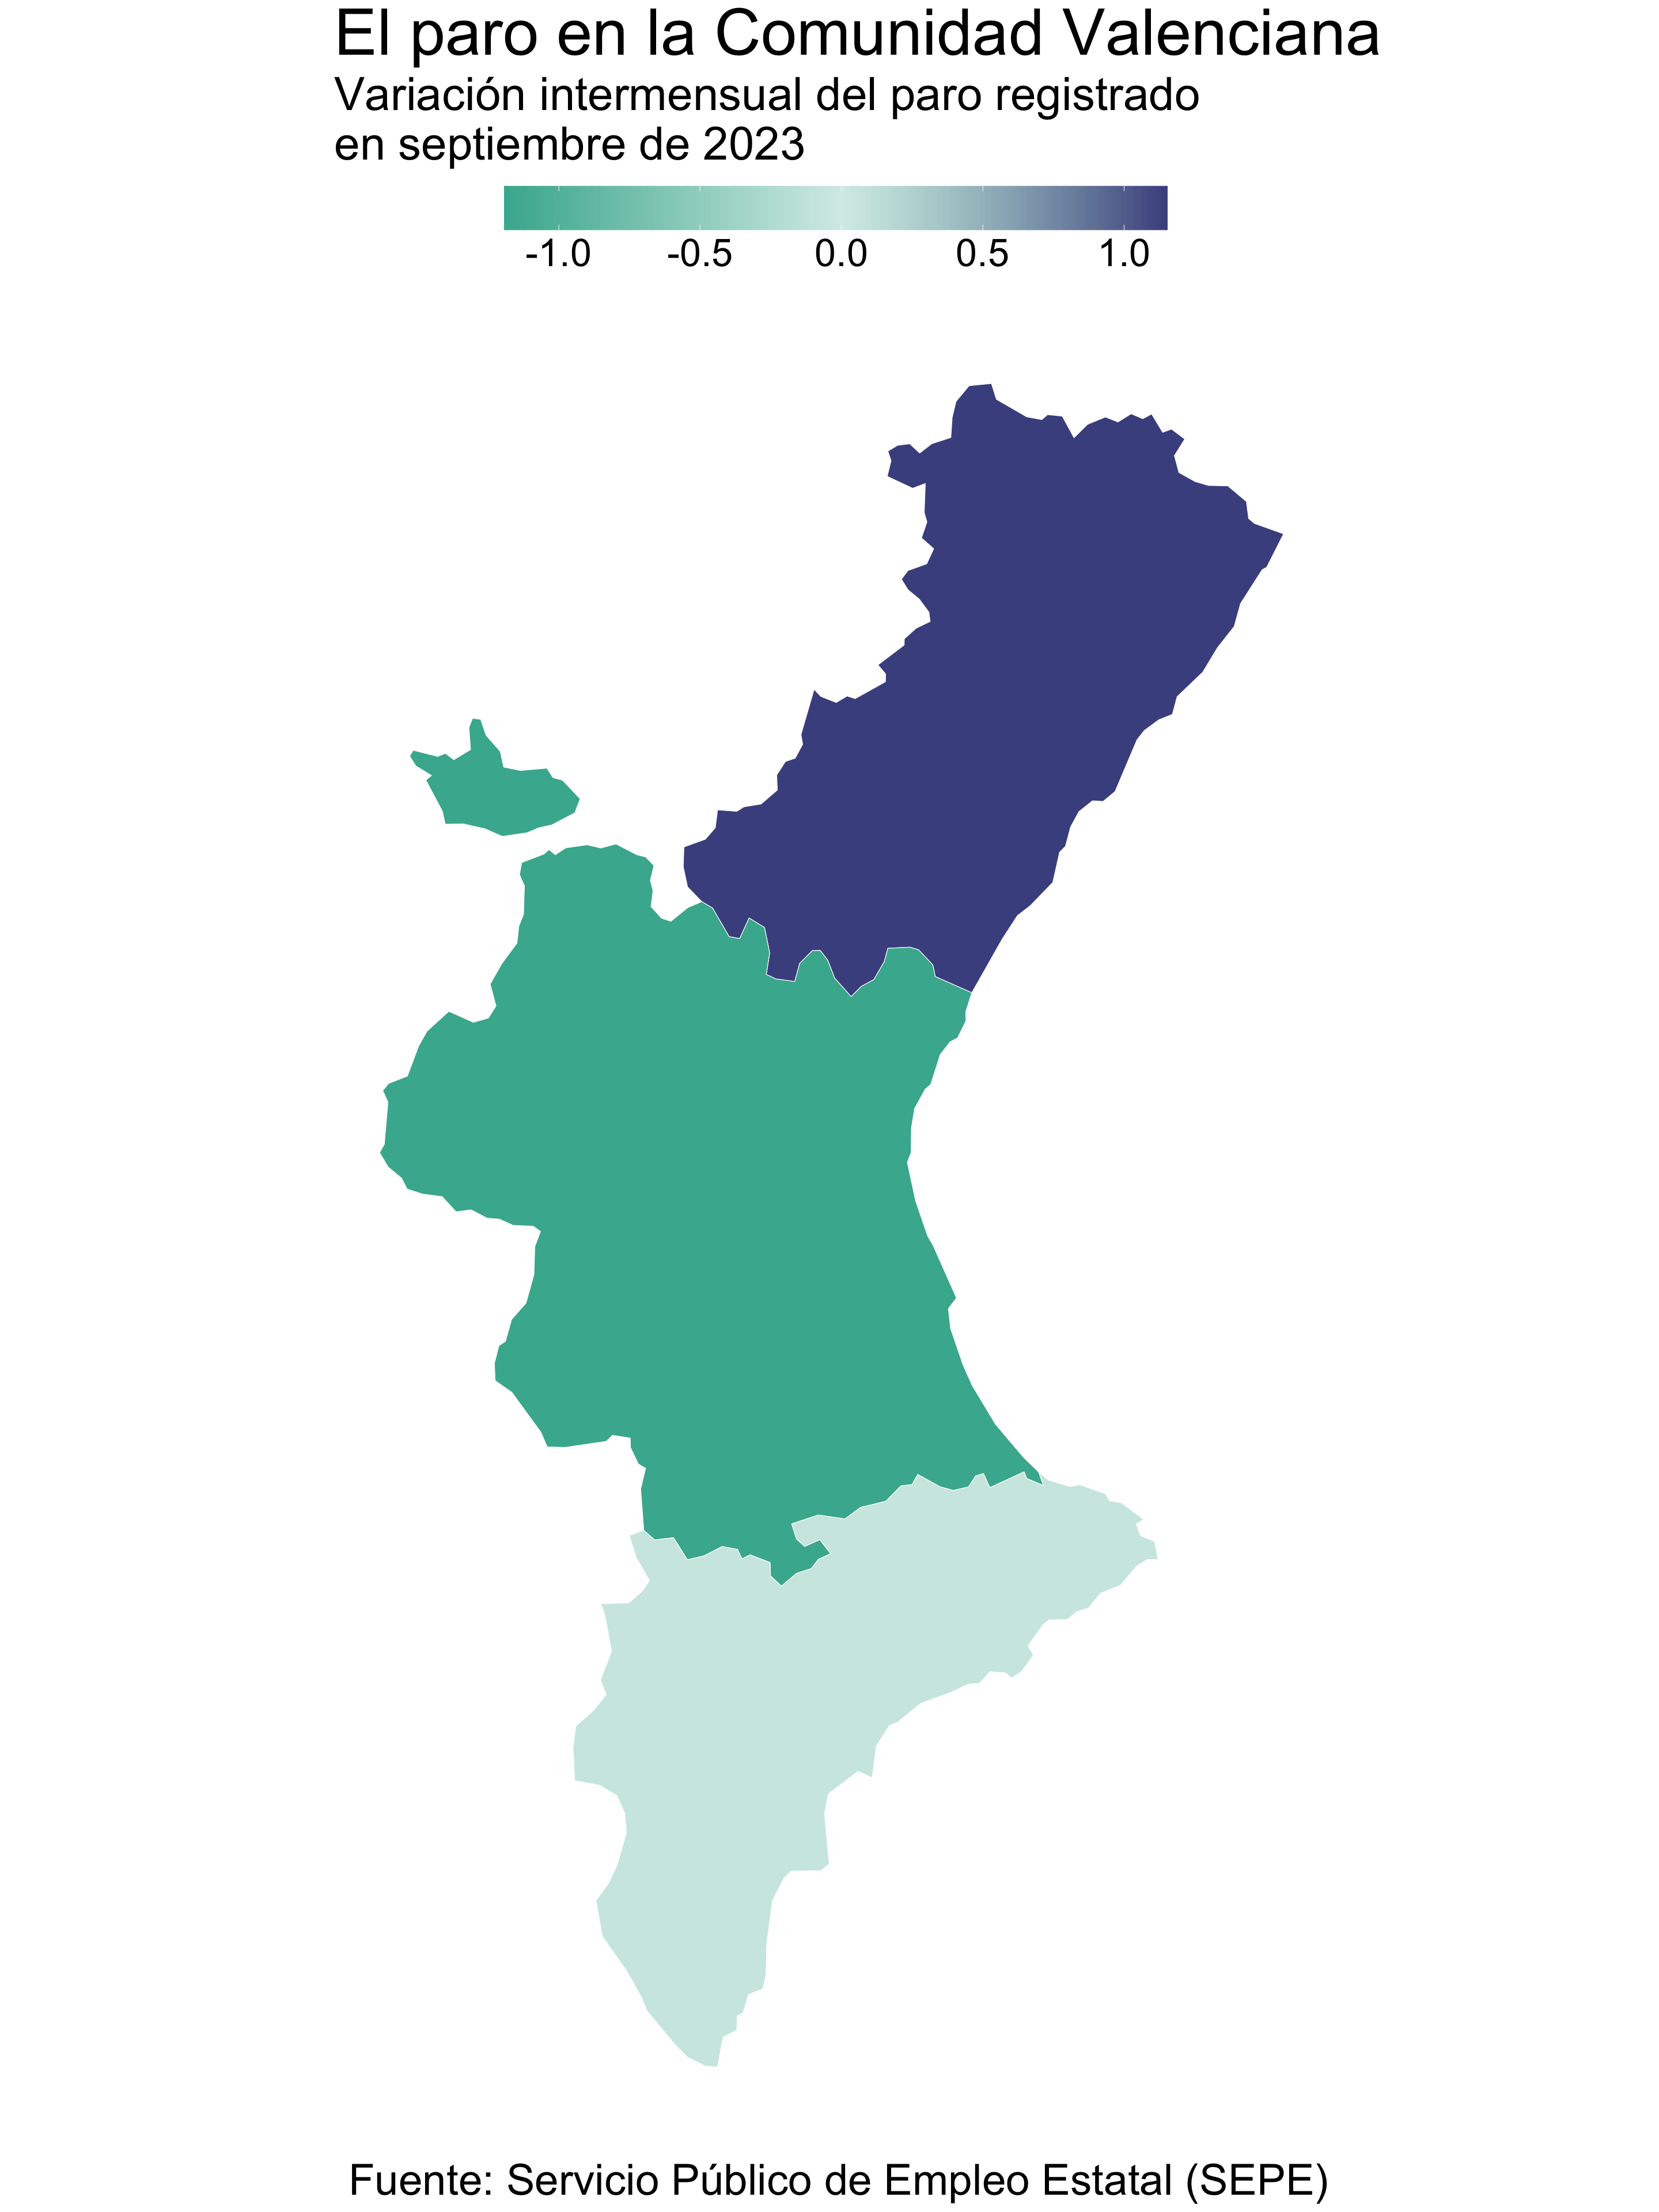 El paro en la Comunidad Valenciana
Variación intermensual del paro registrado
en septiembre de 2023
-1.0 -0.5 0.0 0.5 1.0
Fuente: Servicio Público de Empleo Estatal (SEPE)